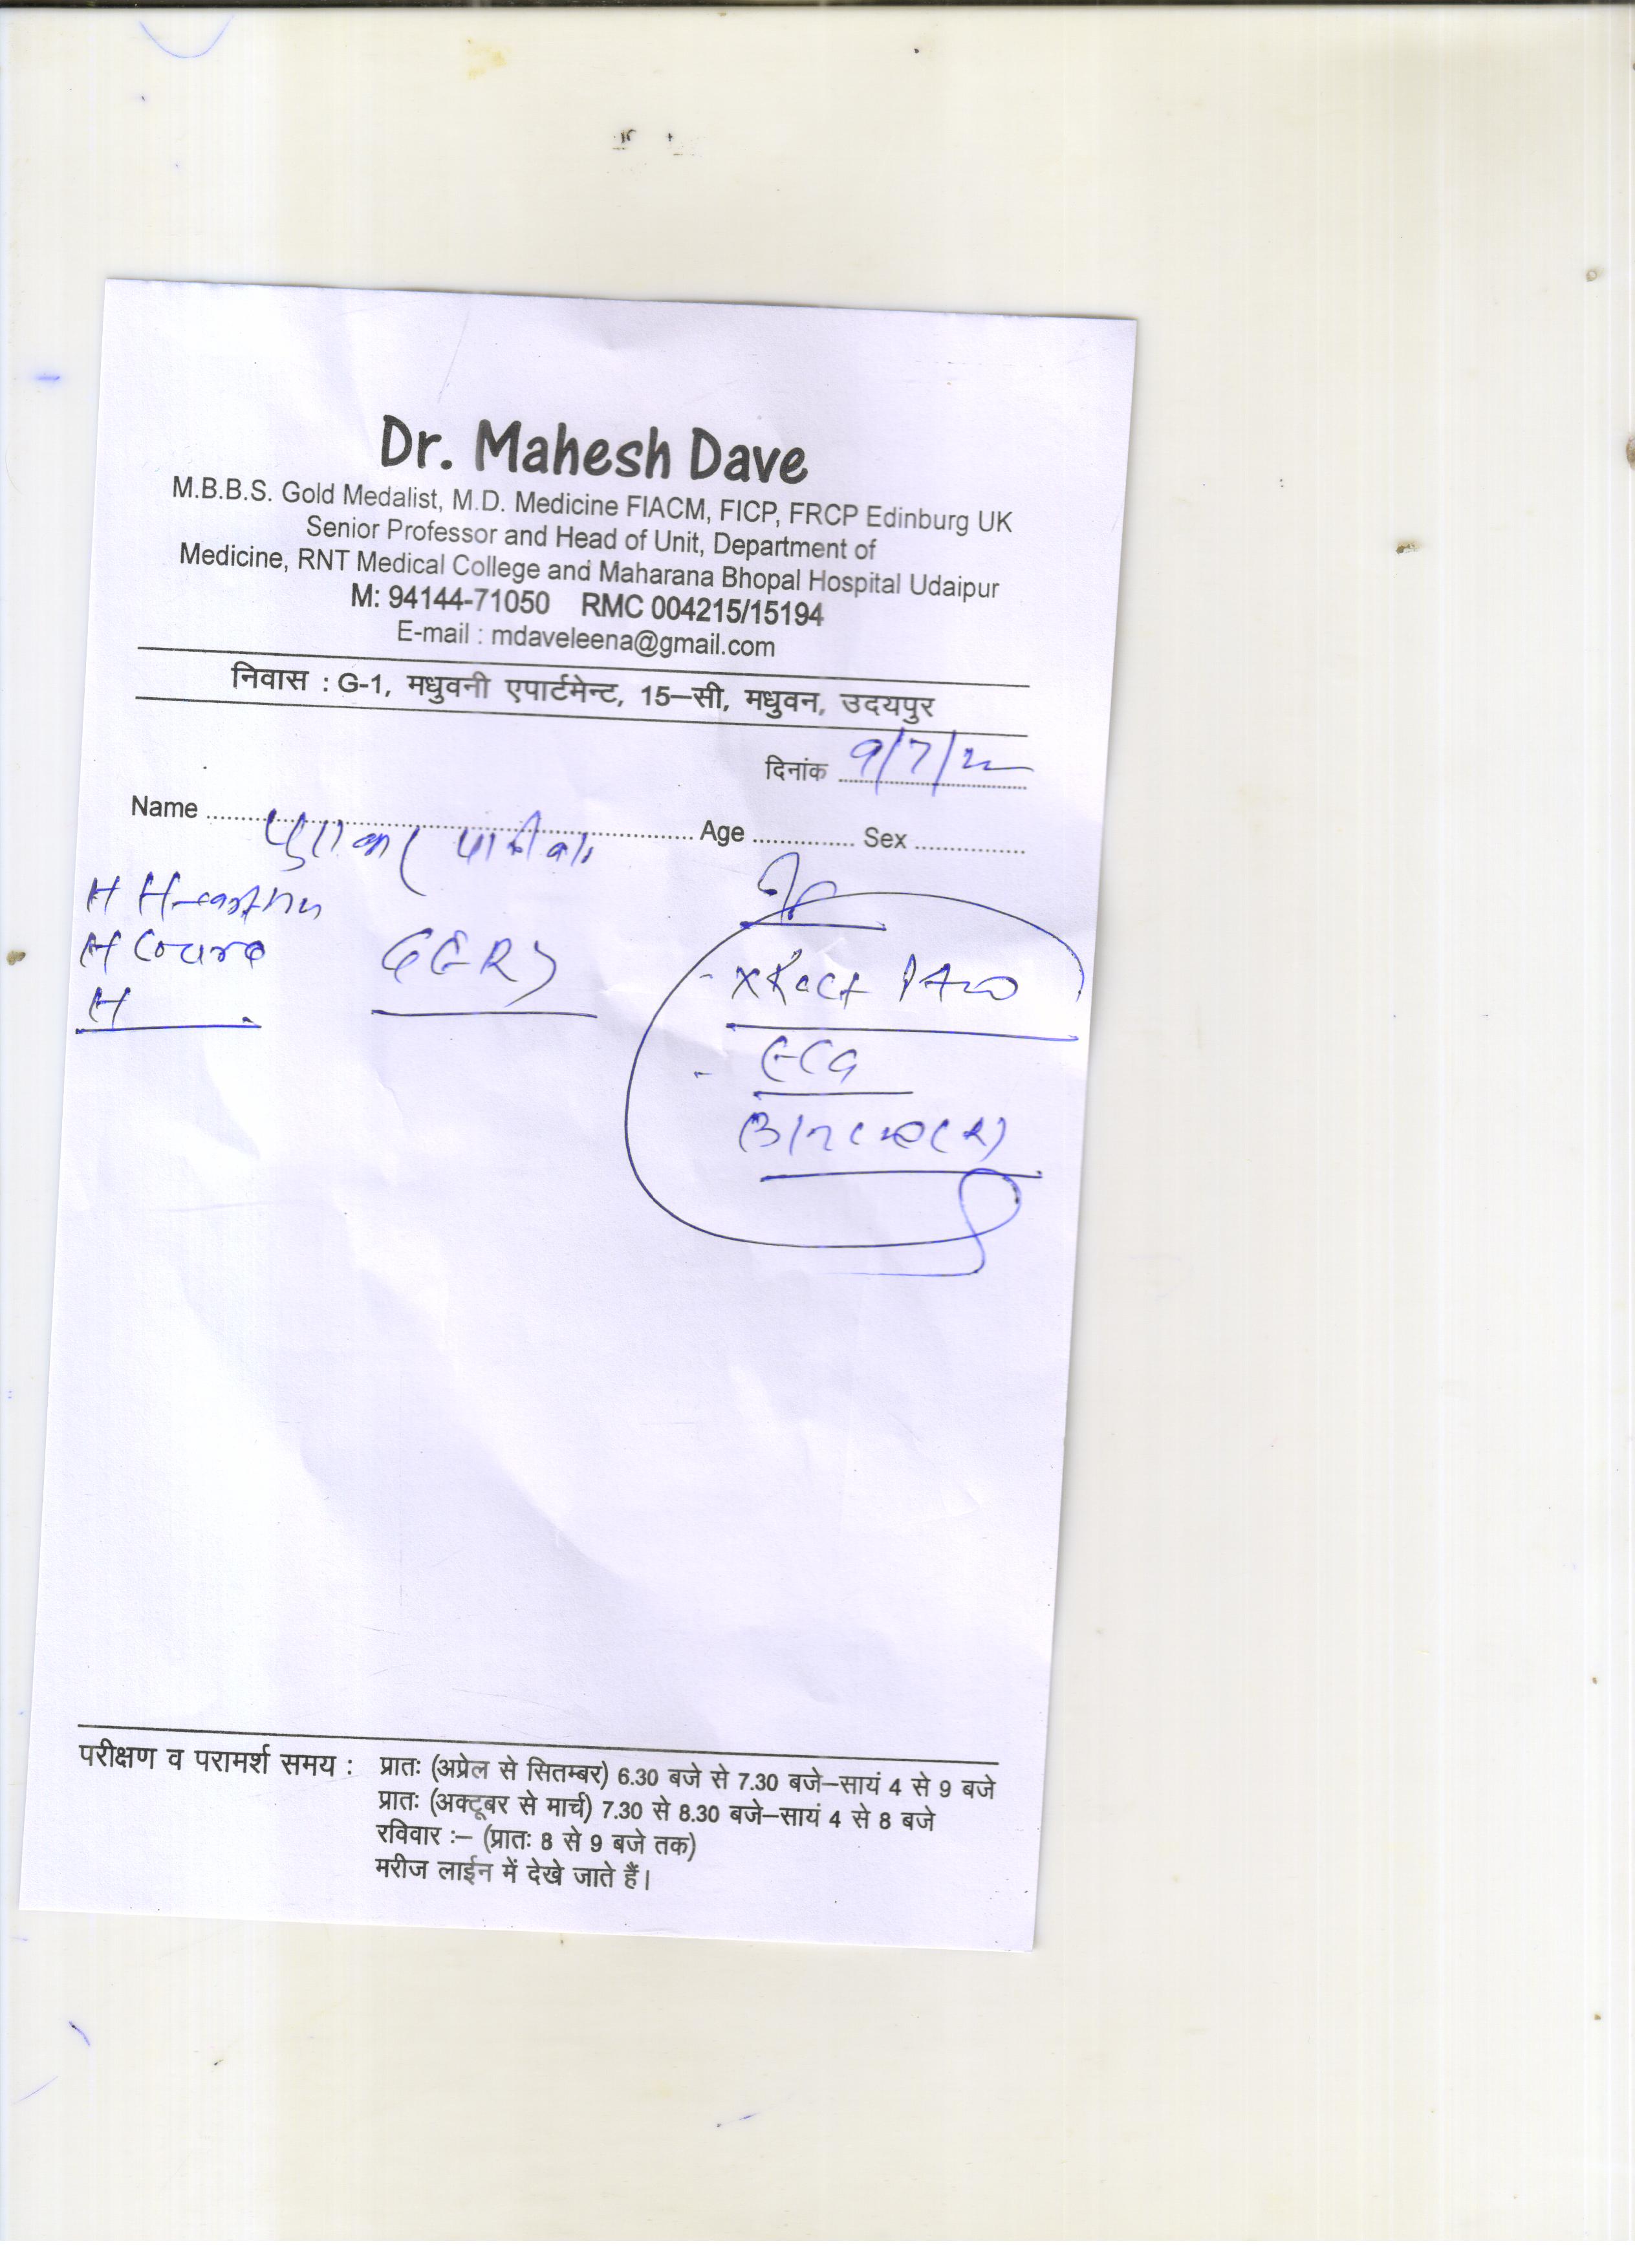 Dr. Mahesh Dave
M.B.B.S. Gold Medalist, M.D. Medicine FIACM, FICP, FRCP Edinburg UK
Senior Professor and Head of Unit, Department of
Medicine, RNT Medical College and Maharana Bhopal Hospital Udaipur
M: 94144-71050 RMC 004215/15194
E-mail : mdaveleena@gmail.com
निवास : G-1, मधुवनी एपार्टमेन्ट, 15–सी, मधुवन, उदयपुर
दिनांक 9/7/22
Name Age Sex
H
H
H
GERD
ECG
परीक्षण व परामर्श समय : प्रातः (अप्रेल से सितम्बर) 6.30 बजे से 7.30 बजे–सायं 4 से 9 बजे
प्रातः (अक्टूबर से मार्च) 7.30 से 8.30 बजे–सायं 4 से 8 बजे
रविवार :– (प्रातः 8 से 9 बजे तक)
मरीज लाईन में देखे जाते हैं।